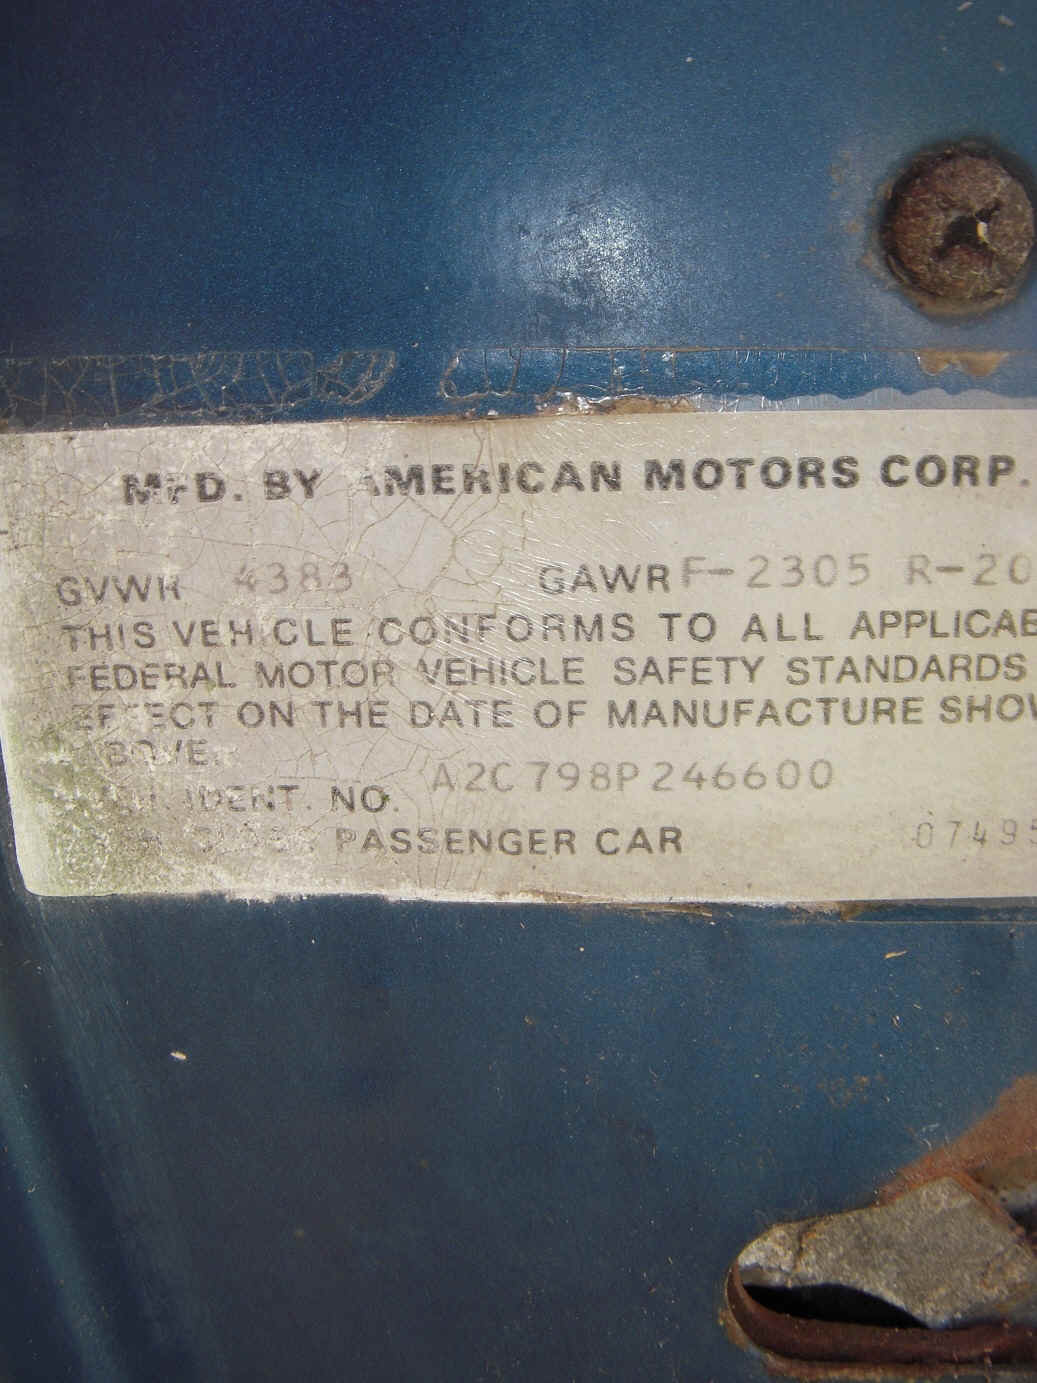 MFD. BY AMERICAN MOTORS CORP.
GVWR 4383 GAWR F-2305 R-20
THIS VEHICLE CONFORMS TO ALL APPLICAB
FEDERAL MOTOR VEHICLE SAFETY STANDARDS
EFFECT ON THE DATE OF MANUFACTURE SHOW
ABOVE.
IDENT. NO. A2C798P246600
PASSENGER CAR 07495